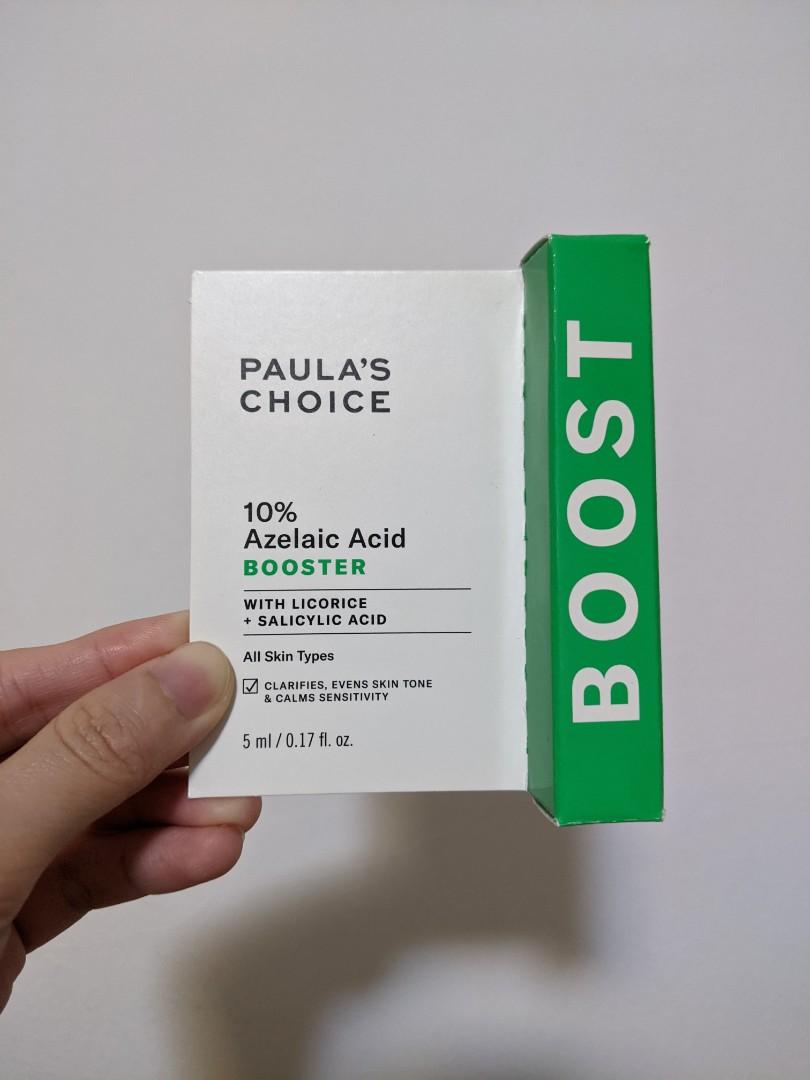 PAULA'S
CHOICE
10%
Azelaic Acid
BOOSTER
WITH LICORICE
+ SALICYLIC ACID
All Skin Types
CLARIFIES, EVENS SKIN TONE
& CALMS SENSITIVITY
5 ml / 0.17 fl. oz.
BOOST